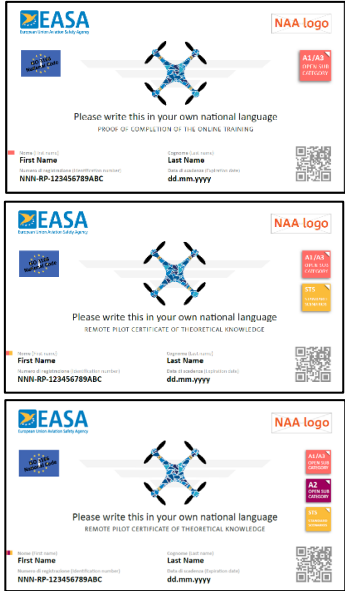 EASA
European Union Aviation Safety Agency
NAA logo
A1/A3
OPEN SUB
CATEGORY
Please write this in your own national language
PROOF OF COMPLETION OF THE ONLINE TRAINING
Nome (First name)
Cognome (Last name)
First Name
Last Name
Numero di registrazione (Identification number)
Data di scadenza (Expiration date)
NNN-RP-123456789ABC
dd.mm.yyyy
EASA
European Union Aviation Safety Agency
NAA logo
A1/A3
OPEN SUB
CATEGORY
STS
Please write this in your own national language
REMOTE PILOT CERTIFICATE OF THEORETICAL KNOWLEDGE
Nome (First name)
Cognome (Last name)
First Name
Last Name
Numero di registrazione (Identification number)
Data di scadenza (Expiration date)
NNN-RP-123456789ABC
dd.mm.yyyy
EASA
European Union Aviation Safety Agency
NAA logo
A1/A3
OPEN SUB
CATEGORY
A2
OPEN SUB
CATEGORY
STS
Please write this in your own national language
REMOTE PILOT CERTIFICATE OF THEORETICAL KNOWLEDGE
Nome (First name)
Cognome (Last name)
First Name
Last Name
Numero di registrazione (Identification number)
Data di scadenza (Expiration date)
NNN-RP-123456789ABC
dd.mm.yyyy